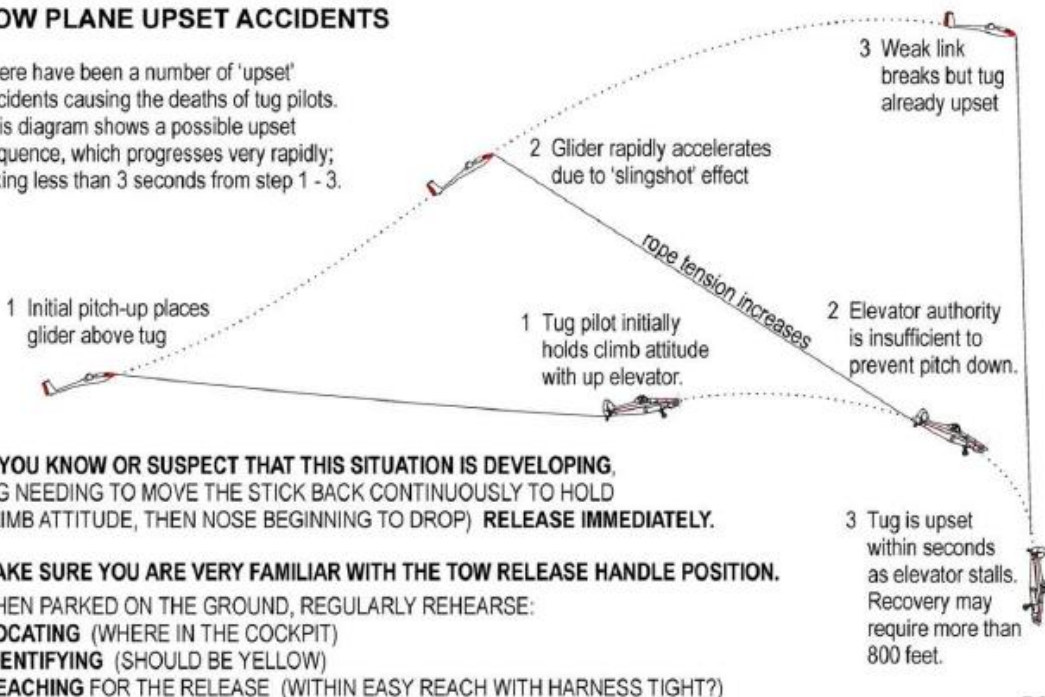 OW PLANE UPSET ACCIDENTS
ere have been a number of 'upset'
cidents causing the deaths of tug pilots.
is diagram shows a possible upset
quence, which progresses very rapidly;
ing less than 3 seconds from step 1 - 3.
3 Weak link
breaks but tug
already upset
2 Glider rapidly accelerates
due to 'slingshot' effect
rope tension increases
1 Initial pitch-up places
glider above tug
1 Tug pilot initially
holds climb attitude
with up elevator.
2 Elevator authority
is insufficient to
prevent pitch down.
YOU KNOW OR SUSPECT THAT THIS SITUATION IS DEVELOPING,
G NEEDING TO MOVE THE STICK BACK CONTINUOUSLY TO HOLD
IMB ATTITUDE, THEN NOSE BEGINNING TO DROP) RELEASE IMMEDIATELY.
3 Tug is upset
within seconds
as elevator stalls.
Recovery may
require more than
800 feet.
AKE SURE YOU ARE VERY FAMILIAR WITH THE TOW RELEASE HANDLE POSITION.
HEN PARKED ON THE GROUND, REGULARLY REHEARSE:
OCATING (WHERE IN THE COCKPIT)
ENTIFYING (SHOULD BE YELLOW)
EACHING FOR THE RELEASE (WITHIN EASY REACH WITH HARNESS TIGHT?)